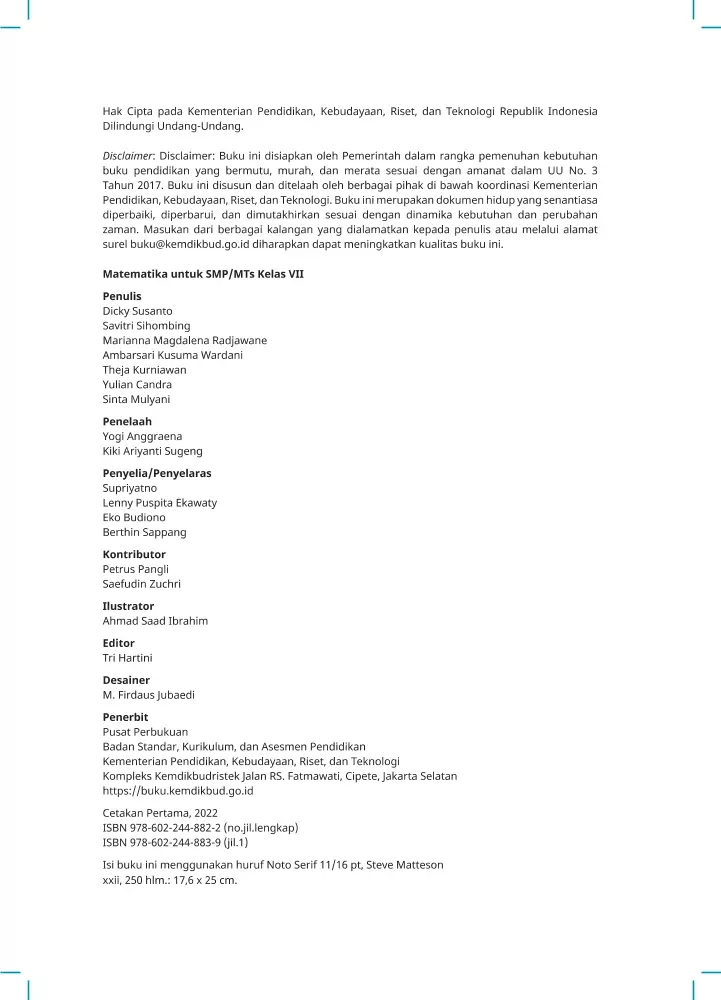 Hak Cipta pada Kementerian Pendidikan, Kebudayaan, Riset, dan Teknologi Republik Indonesia
Dilindungi Undang-Undang.
Disclaimer: Disclaimer: Buku ini disiapkan oleh Pemerintah dalam rangka pemenuhan kebutuhan
buku pendidikan yang bermutu, murah, dan merata sesuai dengan amanat dalam UU No. 3
Tahun 2017. Buku ini disusun dan ditelaah oleh berbagai pihak di bawah koordinasi Kementerian
Pendidikan, Kebudayaan, Riset, dan Teknologi. Buku ini merupakan dokumen hidup yang senantiasa
diperbaiki, diperbarui, dan dimutakhirkan sesuai dengan dinamika kebutuhan dan perubahan
zaman. Masukan dari berbagai kalangan yang dialamatkan kepada penulis atau melalui alamat
surel buku@kemdikbud.go.id diharapkan dapat meningkatkan kualitas buku ini.
Matematika untuk SMP/MTs Kelas VII
Penulis
Dicky Susanto
Savitri Sihombing
Marianna Magdalena Radjawane
Ambarsari Kusuma Wardani
Theja Kurniawan
Yulian Candra
Sinta Mulyani
Penelaah
Yogi Anggraena
Kiki Ariyanti Sugeng
Penyelia/Penyelaras
Supriyatno
Lenny Puspita Ekawaty
Eko Budiono
Berthin Sappang
Kontributor
Petrus Pangli
Saefudin Zuchri
Ilustrator
Ahmad Saad Ibrahim
Editor
Tri Hartini
Desainer
M. Firdaus Jubaedi
Penerbit
Pusat Perbukuan
Badan Standar, Kurikulum, dan Asesmen Pendidikan
Kementerian Pendidikan, Kebudayaan, Riset, dan Teknologi
Kompleks Kemdikbudristek Jalan RS. Fatmawati, Cipete, Jakarta Selatan
https://buku.kemdikbud.go.id
Cetakan Pertama, 2022
ISBN 978-602-244-882-2 (no.jil.lengkap)
ISBN 978-602-244-883-9 (jil.1)
Isi buku ini menggunakan huruf Noto Serif 11/16 pt, Steve Matteson
xxii, 250 hlm.: 17,6 x 25 cm.